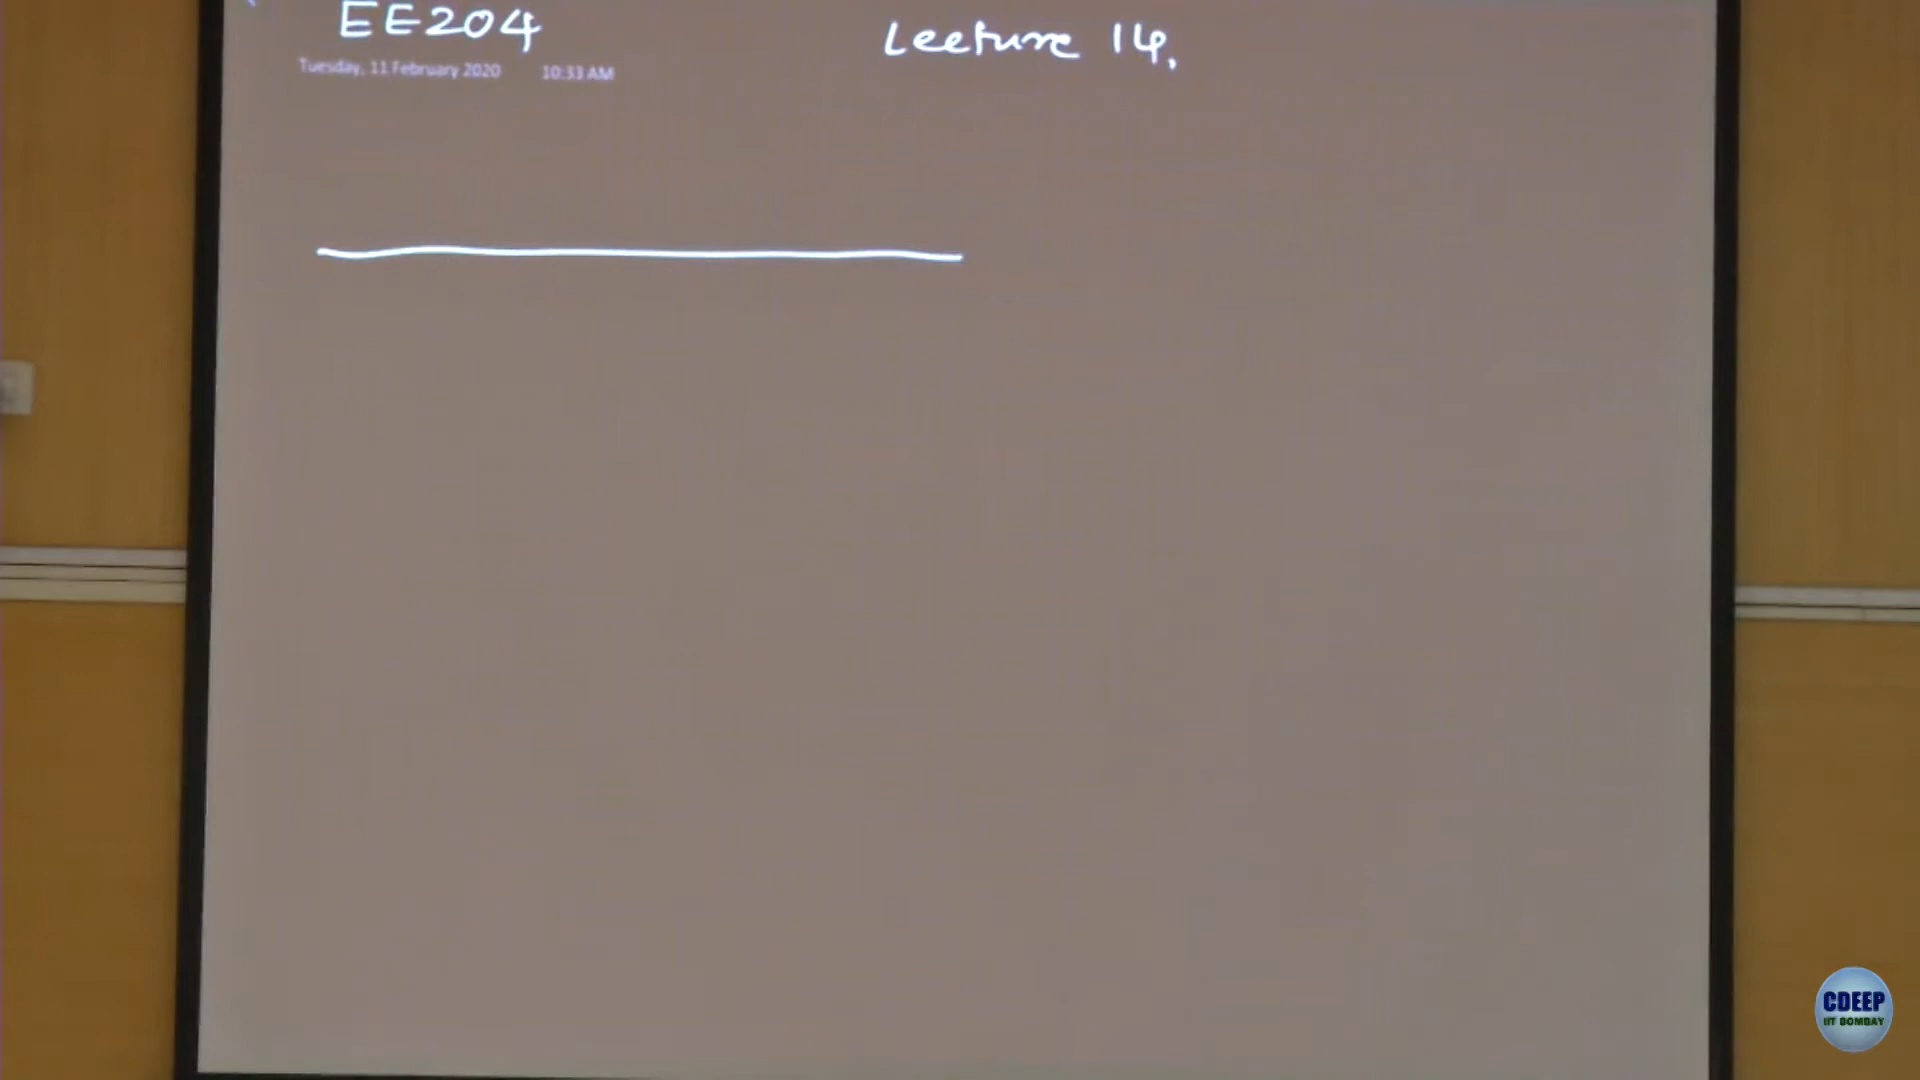 EE204 Lecture 14.
Tuesday, 11 February 2020 10:33 AM
CDEEP
IIT BOMBAY